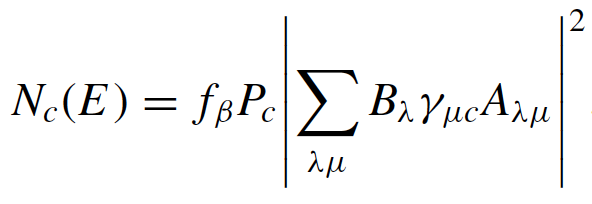 N_c(E) = f_β P_c |∑_{λμ} B_λ γ_{μc} A_{λμ}|^2